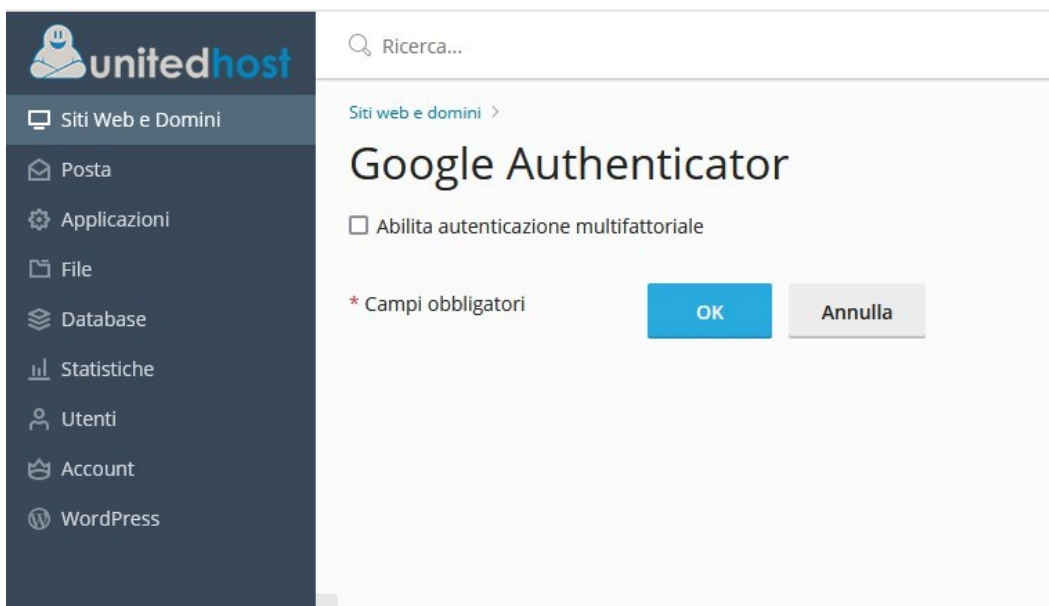 unitedhost
Siti Web e Domini
Posta
Applicazioni
File
Database
Statistiche
Utenti
Account
WordPress
Ricerca...
Siti web e domini >
Google Authenticator
Abilita autenticazione multifattoriale
* Campi obbligatori
OK
Annulla